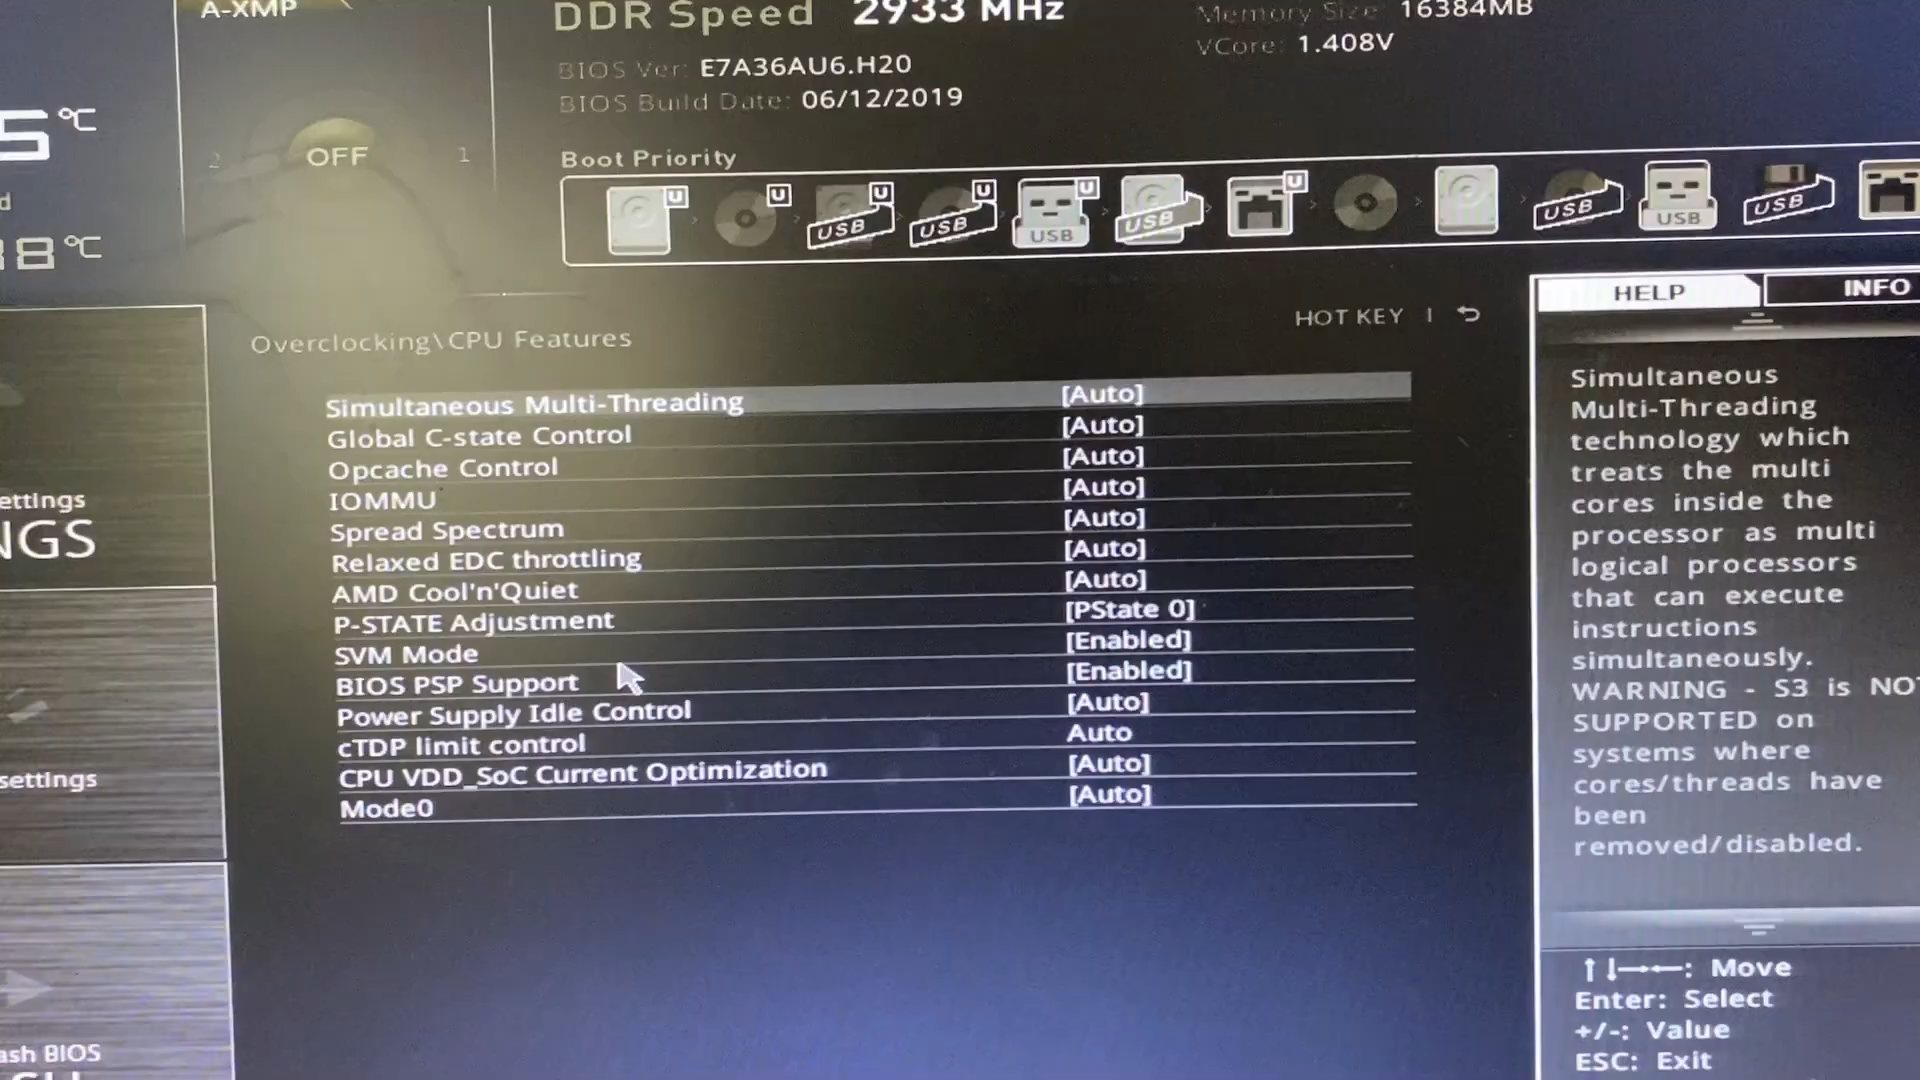 A-XMP
DDR Speed 2933 MHz
Memory Size: 16384MB
VCore: 1.408V
BIOS Ver: E7A36AU6.H20
BIOS Build Date: 06/12/2019
5°C
2 OFF 1
8°C
Boot Priority
U U U USB U USB U USB USB U USB USB USB
HELP INFO
HOT KEY |
Overclocking\CPU Features
Simultaneous Multi-Threading [Auto]
Global C-state Control [Auto]
Opcache Control [Auto]
IOMMU [Auto]
Spread Spectrum [Auto]
Relaxed EDC throttling [Auto]
AMD Cool'n'Quiet [Auto]
P-STATE Adjustment [PState 0]
SVM Mode [Enabled]
BIOS PSP Support [Enabled]
Power Supply Idle Control [Auto]
cTDP limit control Auto
CPU VDD_SoC Current Optimization [Auto]
Mode0 [Auto]
ettings
NGS
settings
ash BIOS
Simultaneous
Multi-Threading
technology which
treats the multi
cores inside the
processor as multi
logical processors
that can execute
instructions
simultaneously.
WARNING - S3 is NOT
SUPPORTED on
systems where
cores/threads have
been
removed/disabled.
↑↓→←: Move
Enter: Select
+/-: Value
ESC: Exit